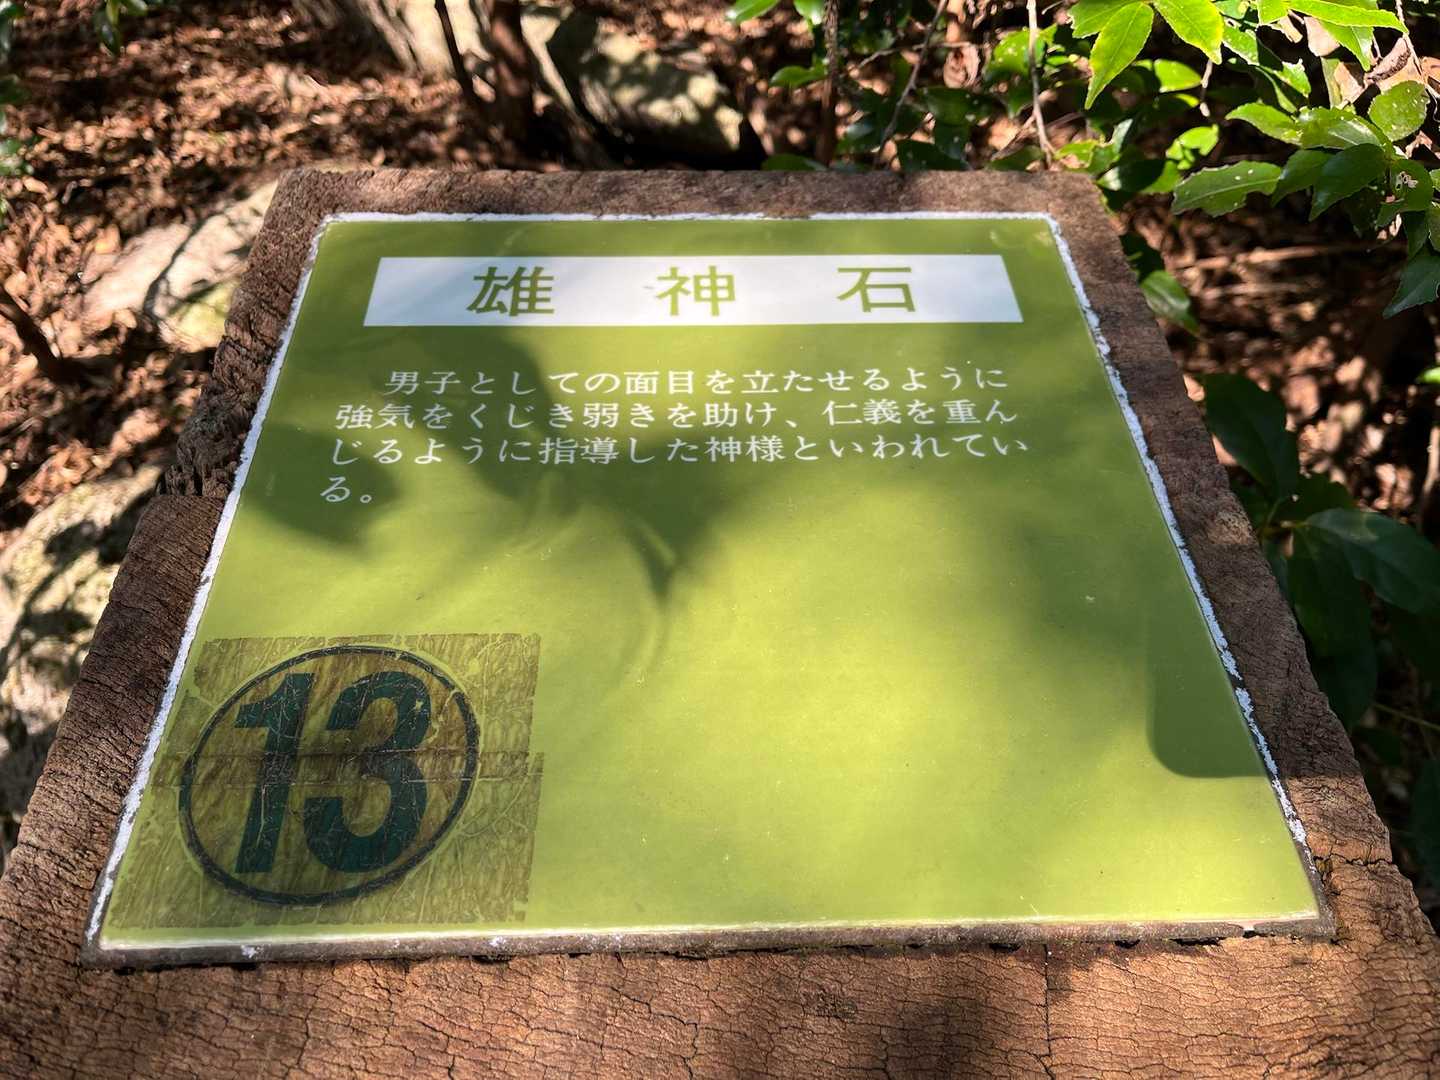 雄神石
男子としての面目を立たせるように
強気をくじき弱きを助け、仁義を重ん
じるように指導した神様といわれてい
る。
13